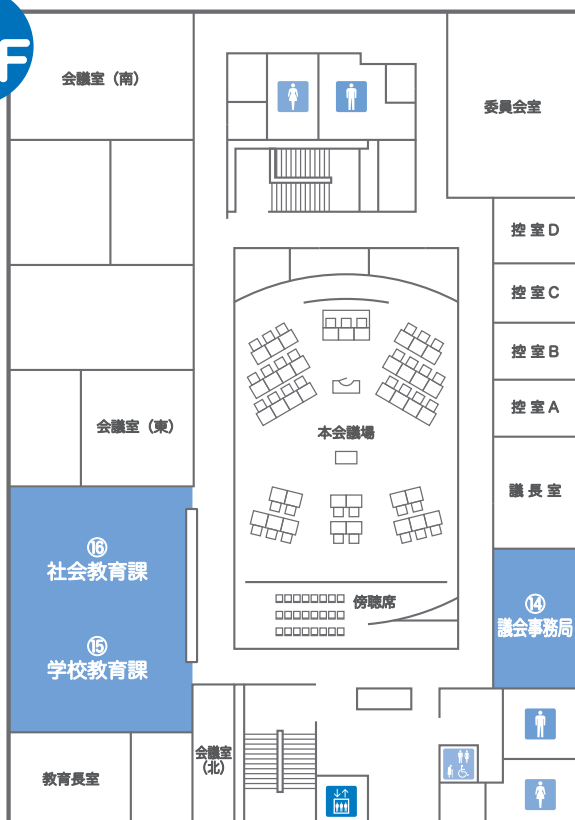 F
会議室（南）
委員会室
控 室 D
控 室 C
控 室 B
控 室 A
会議室（東）
本会議場
議 長 室
⑯
社会教育課
⑮
学校教育課
傍聴席
⑭
議会事務局
会議室
（北）
教育長室